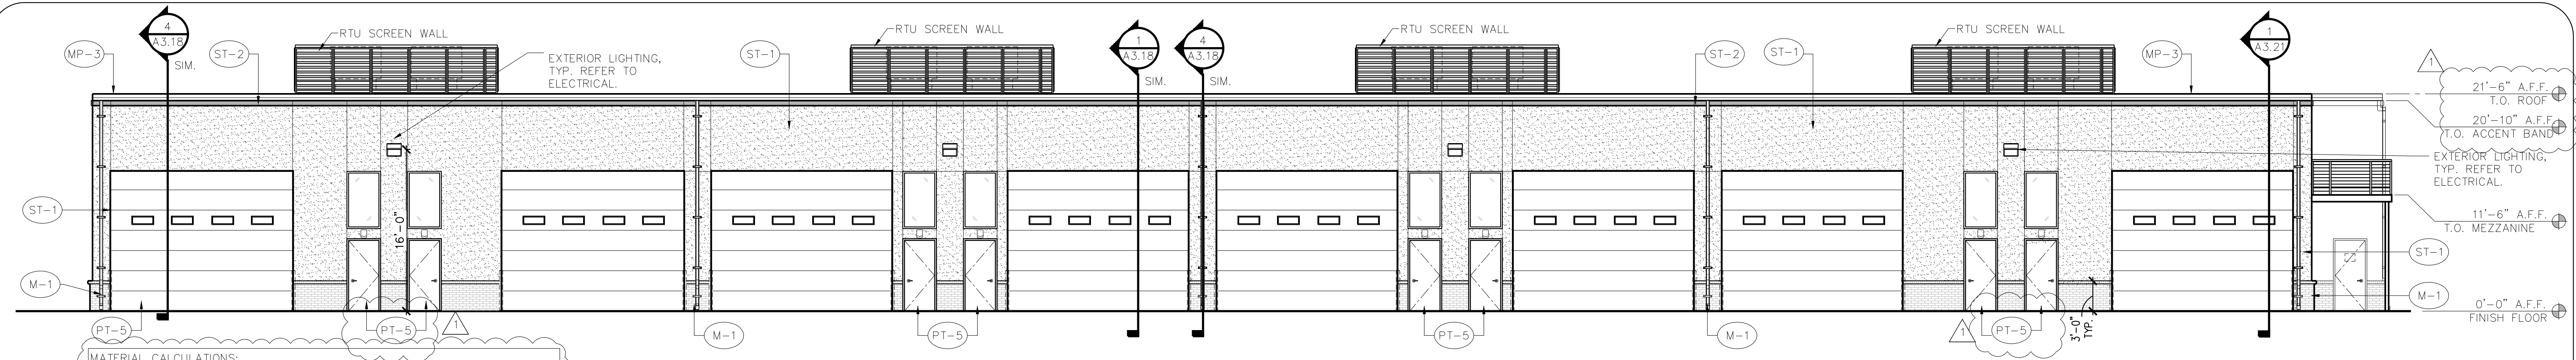 4
A3.18
SIM.
RTU SCREEN WALL
MP-3
ST-2
EXTERIOR LIGHTING,
TYP. REFER TO
ELECTRICAL.
ST-1
RTU SCREEN WALL
1
A3.18
SIM.
4
A3.18
SIM.
RTU SCREEN WALL
ST-2
ST-1
RTU SCREEN WALL
MP-3
1
A3.21
1
21'-6" A.F.F.
T.O. ROOF
20'-10" A.F.F.
T.O. ACCENT BAND
EXTERIOR LIGHTING,
TYP. REFER TO
ELECTRICAL.
11'-6" A.F.F.
T.O. MEZZANINE
ST-1
M-1
0'-0" A.F.F.
FINISH FLOOR
ST-1
M-1
16'-0"
PT-5
PT-5
1
M-1
PT-5
PT-5
M-1
1
PT-5
3'-0"
TYP.
MATERIAL CALCULATIONS: